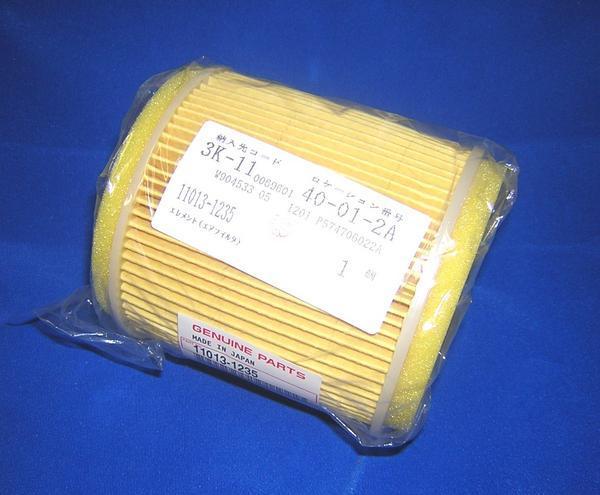 納入先コード ロケーション番号
3K-11 0069601 40-01-2A
W904533 05 (20) P574706022A
11013-1235
エレメント(エアフィルタ)
1 個
GENUINE PARTS
MADE IN JAPAN
11013-1235